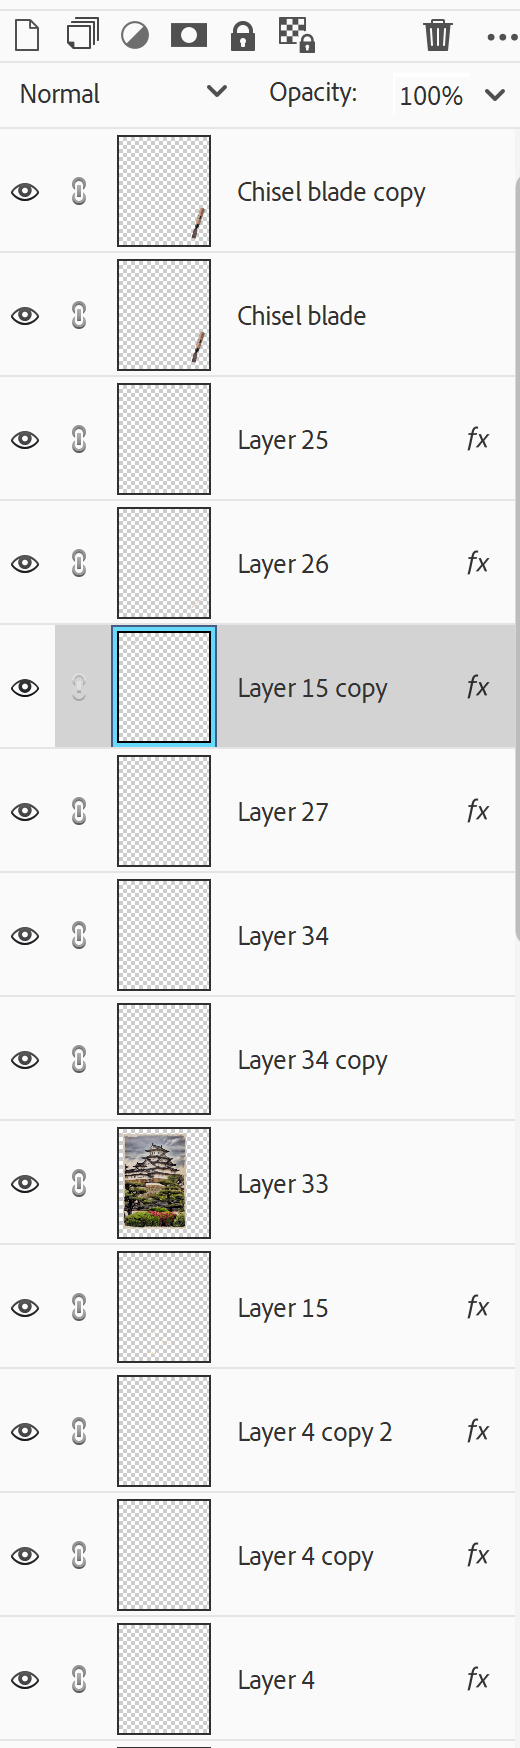 Normal
Opacity: 100%
Chisel blade copy
Chisel blade
Layer 25 fx
Layer 26 fx
Layer 15 copy fx
Layer 27 fx
Layer 34
Layer 34 copy
Layer 33
Layer 15 fx
Layer 4 copy 2 fx
Layer 4 copy fx
Layer 4 fx